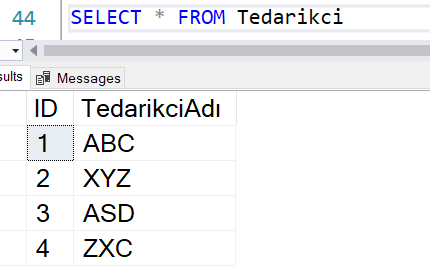 44 SELECT * FROM Tedarikci
sults Messages
ID TedarikciAdı
1 ABC
2 XYZ
3 ASD
4 ZXC